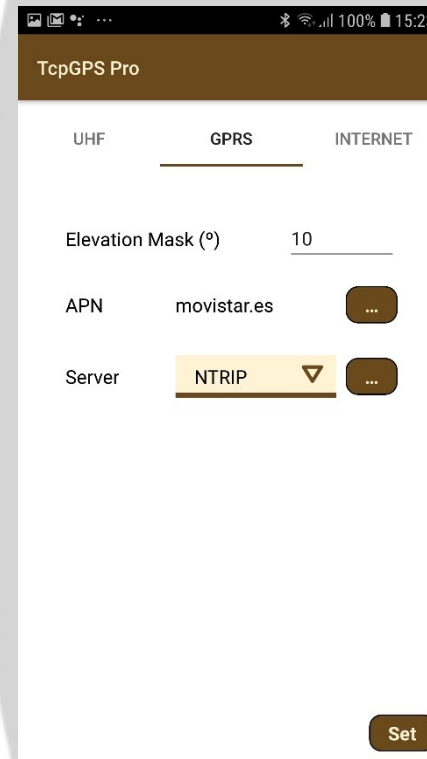 100% 15:2
TcpGPS Pro
UHF GPRS INTERNET
Elevation Mask (º) 10
APN movistar.es ...
Server NTRIP ...
Set